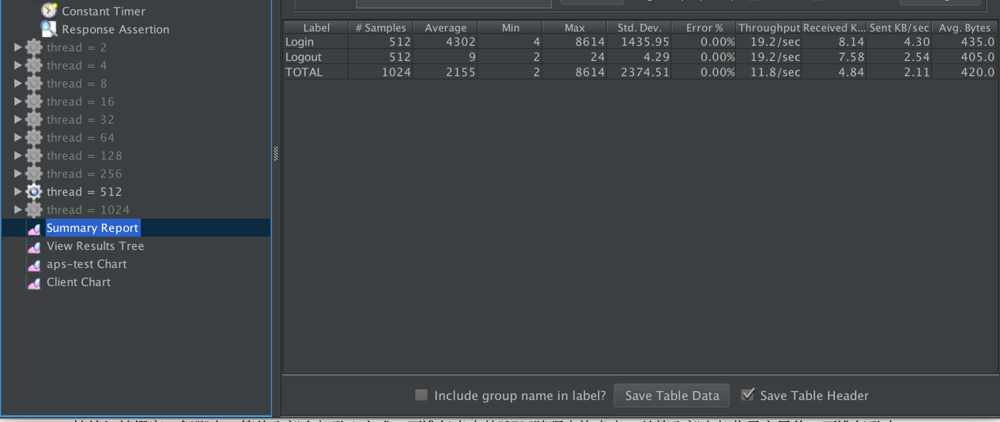 Constant Timer
Response Assertion
thread = 2
thread = 4
thread = 8
thread = 16
thread = 32
thread = 64
thread = 128
thread = 256
thread = 512
thread = 1024
Summary Report
View Results Tree
aps-test Chart
Client Chart
Label # Samples Average Min Max Std. Dev. Error % Throughput Received K... Sent KB/sec Avg. Bytes
Login 512 4302 4 8614 1435.95 0.00% 19.2/sec 8.14 4.30 435.0
Logout 512 9 2 24 4.29 0.00% 19.2/sec 7.58 2.54 405.0
TOTAL 1024 2155 2 8614 2374.51 0.00% 11.8/sec 4.84 2.11 420.0
Include group name in label? Save Table Data Save Table Header